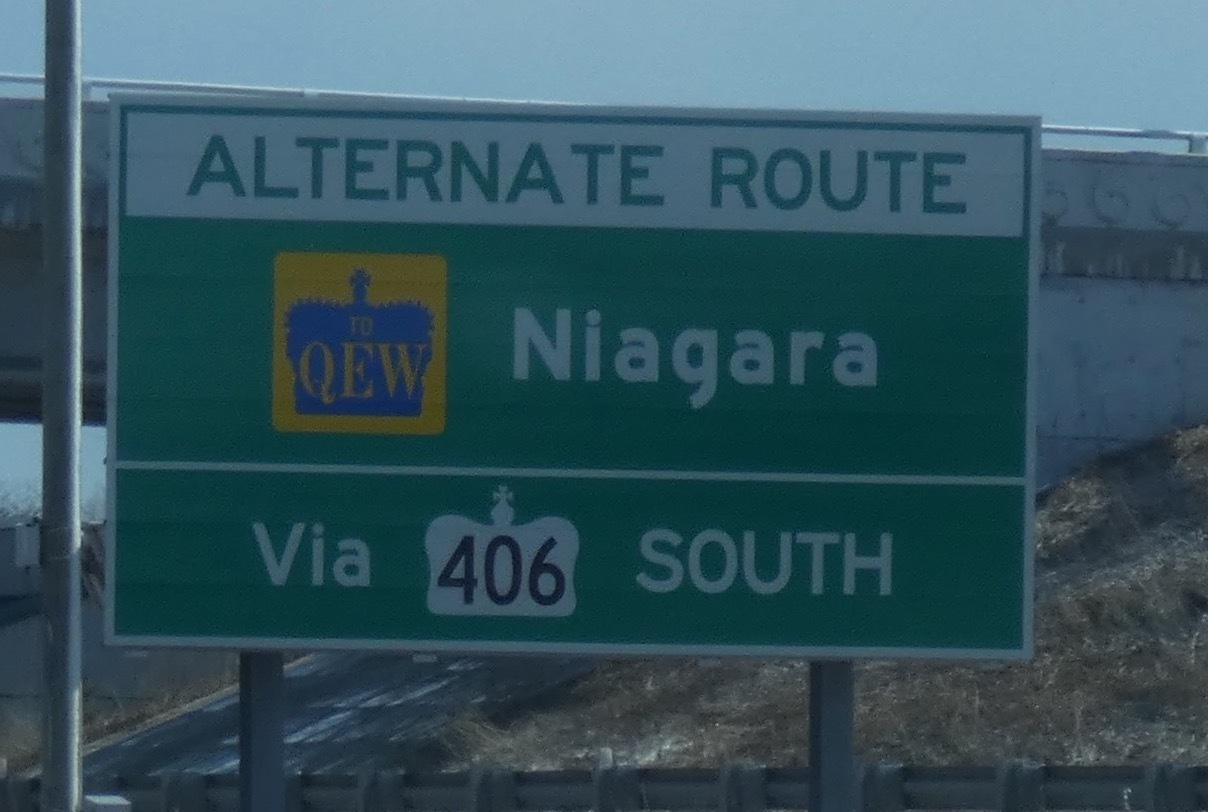 ALTERNATE ROUTE
TO
QEW Niagara
Via 406 SOUTH